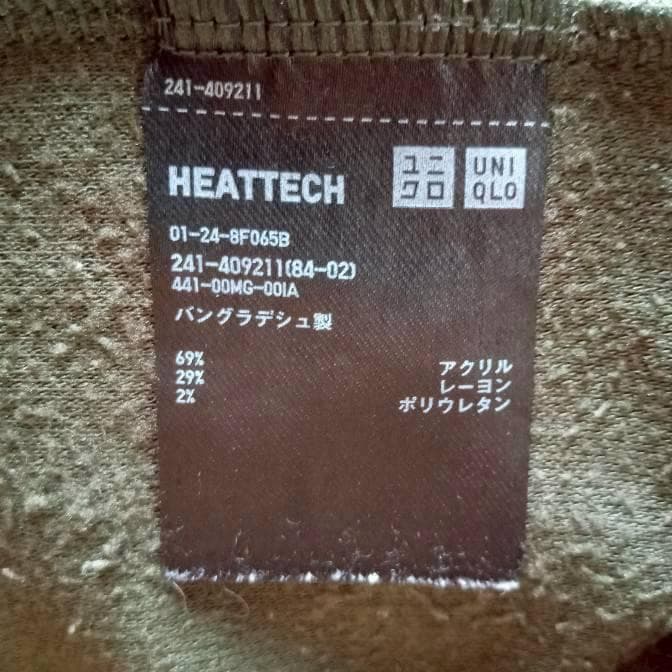 241-409211
HEATTECH
ユニ
クロ
UNI
QLO
01-24-8F065B
241-409211(84-02)
441-00MG-00IA
バングラデシュ製
69% アクリル
29% レーヨン
2% ポリウレタン